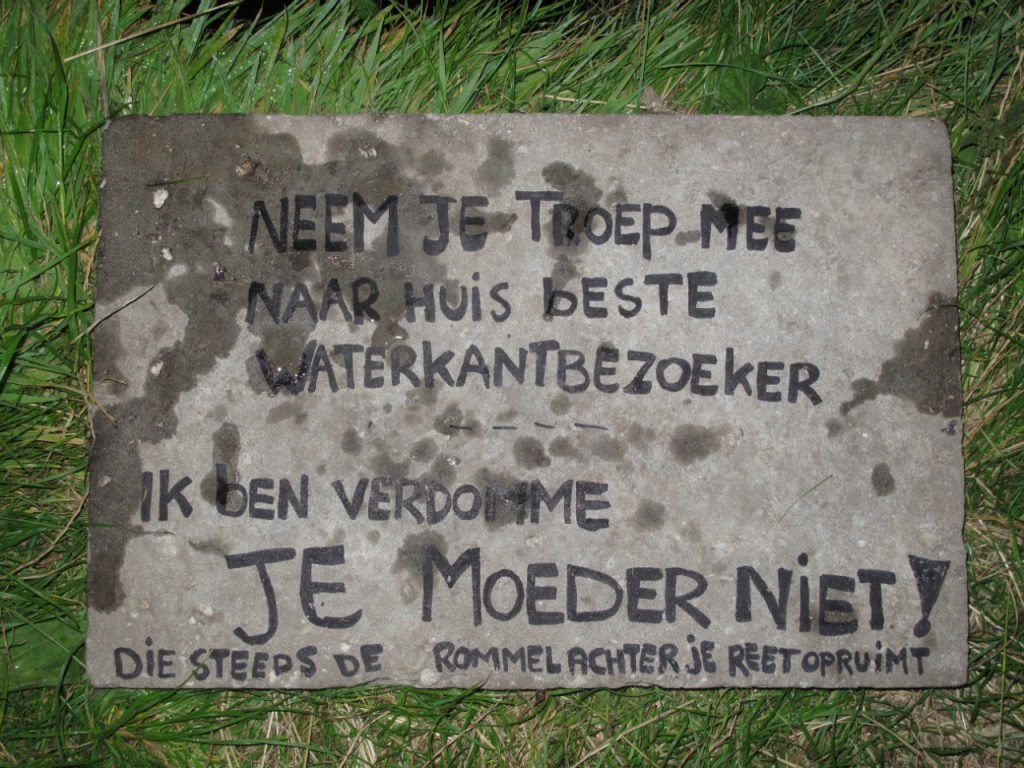 NEEM JE TROEP MEE
NAAR HUIS bESTE
WATERKANTBEZOEKER
- - - -
IK bEN VERDOMME
JE MOEDER NIET!
DIE STEEDS DE ROMMEL ACHTER JE REET OPRUIMT